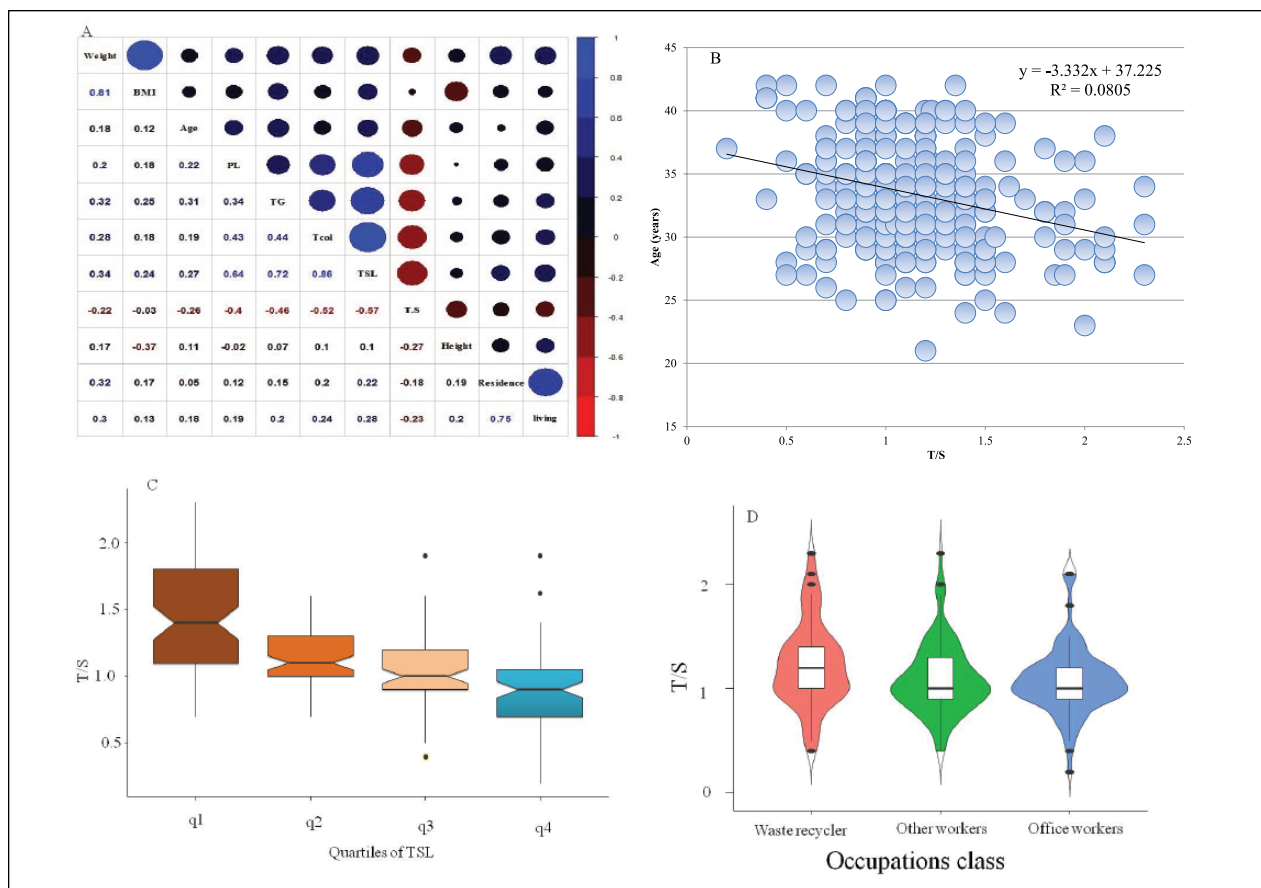 A
Weight
0.81 BMI
0.18 0.12 Age
0.2 0.18 0.22 PL
0.32 0.25 0.31 0.34 TG
0.28 0.18 0.19 0.43 0.44 Tcol
0.34 0.24 0.27 0.64 0.72 0.86 TSL
-0.22 -0.03 -0.26 -0.4 -0.46 -0.52 -0.57 T.S
0.17 -0.37 0.11 -0.02 0.07 0.1 0.1 -0.27 Height
0.32 0.17 0.05 0.12 0.15 0.2 0.22 -0.18 0.19 Residence
0.3 0.13 0.18 0.19 0.2 0.24 0.28 -0.23 0.2 0.75 living
1
0.8
0.6
0.4
0.2
0
-0.2
-0.4
-0.6
-0.8
-1
B
y = -3.332x + 37.225
R² = 0.0805
45
40
35
30
25
20
15
Age (years)
0 0.5 1 1.5 2 2.5
T/S
C
2.0
1.5
1.0
0.5
T/S
q1 q2 q3 q4
Quartiles of TSL
D
2
1
0
T/S
Waste recycler Other workers Office workers
Occupations class